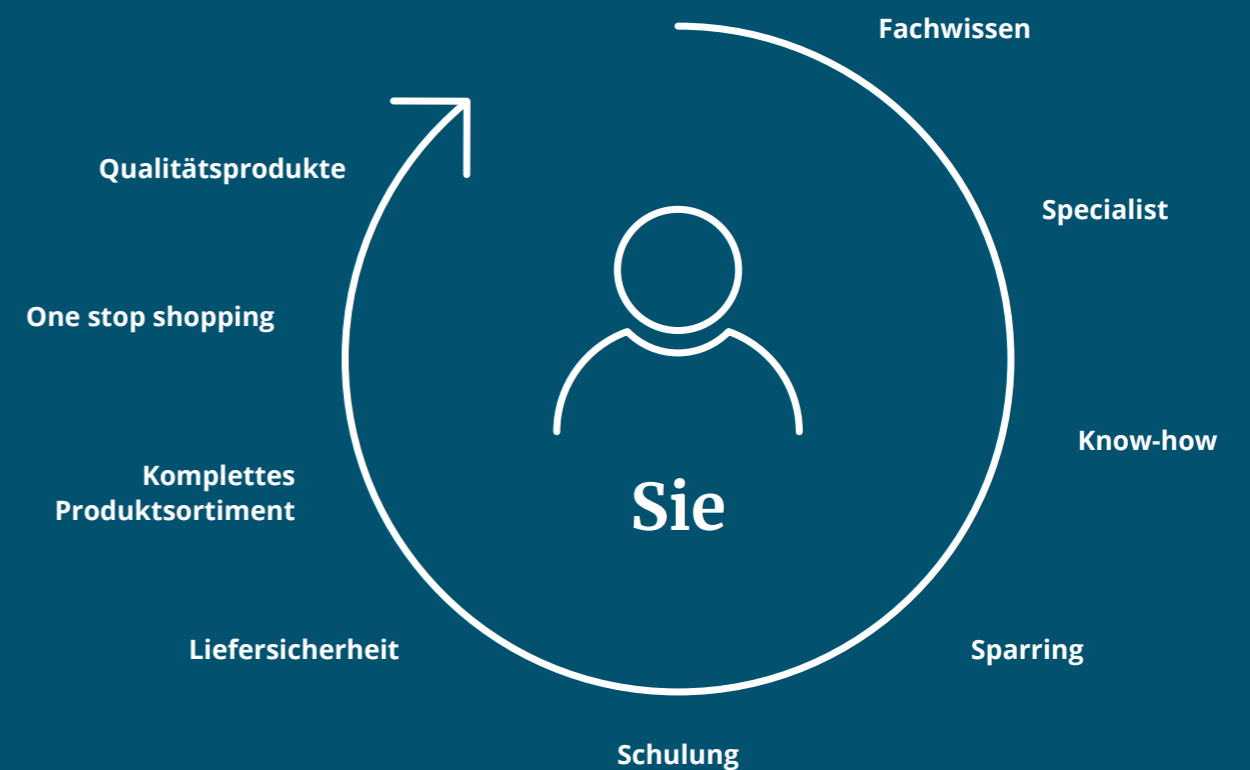 Fachwissen
Specialist
Know-how
Sparring
Schulung
Liefersicherheit
Komplettes
Produktsortiment
One stop shopping
Qualitätsprodukte
Sie